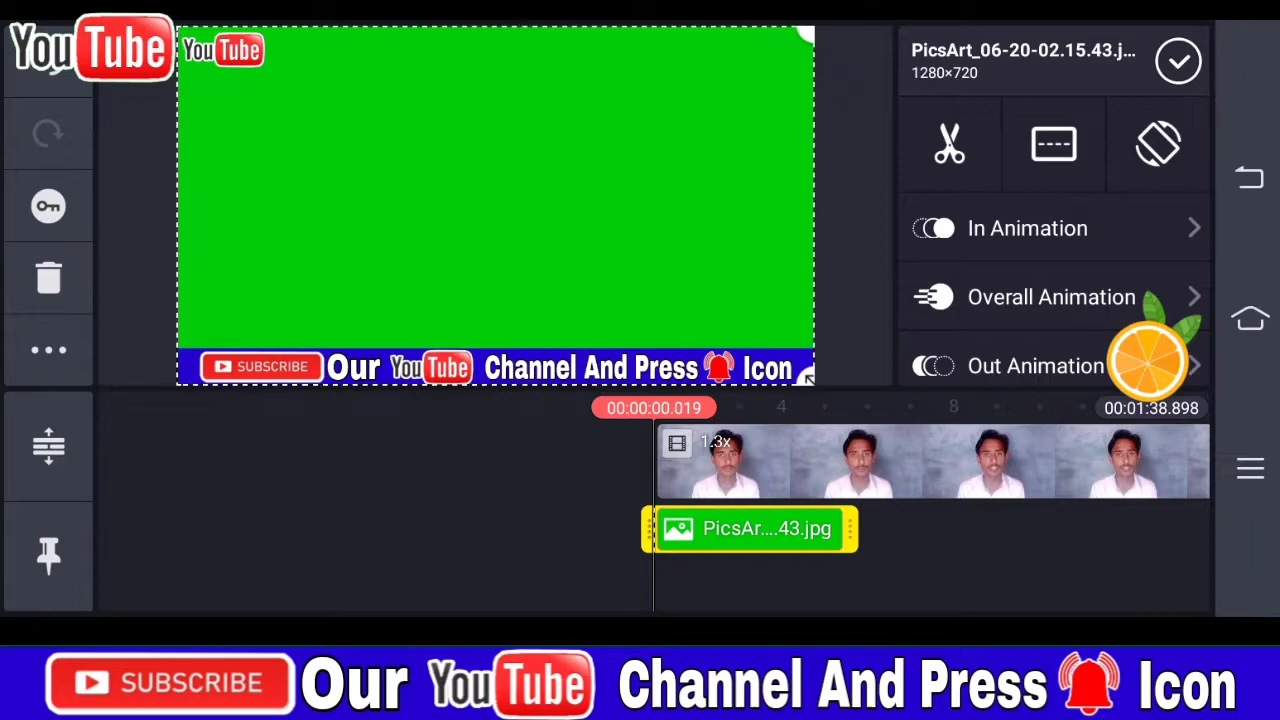 YouTube
YouTube
PicsArt_06-20-02.15.43.j...
1280×720
In Animation
Overall Animation
Out Animation
SUBSCRIBE Our YouTube Channel And Press Icon
00:00:00.019
4
8
00:01:38.898
1.3x
PicsAr....43.jpg
SUBSCRIBE Our YouTube Channel And Press Icon